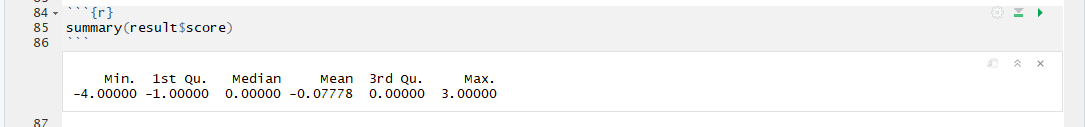 84 ```{r}
85 summary(result$score)
86 ```
Min. 1st Qu. Median Mean 3rd Qu. Max.
-4.00000 -1.00000 0.00000 -0.07778 0.00000 3.00000
87